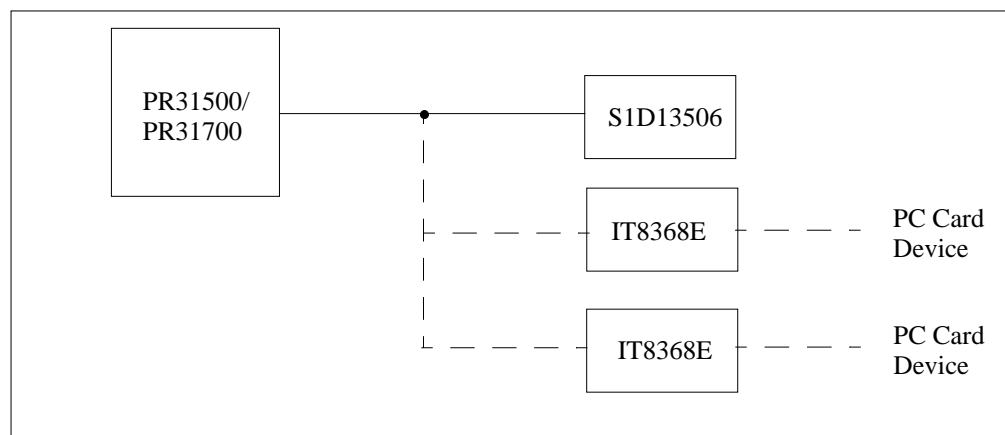 PR31500/
PR31700
S1D13506
IT8368E
PC Card
Device
IT8368E
PC Card
Device